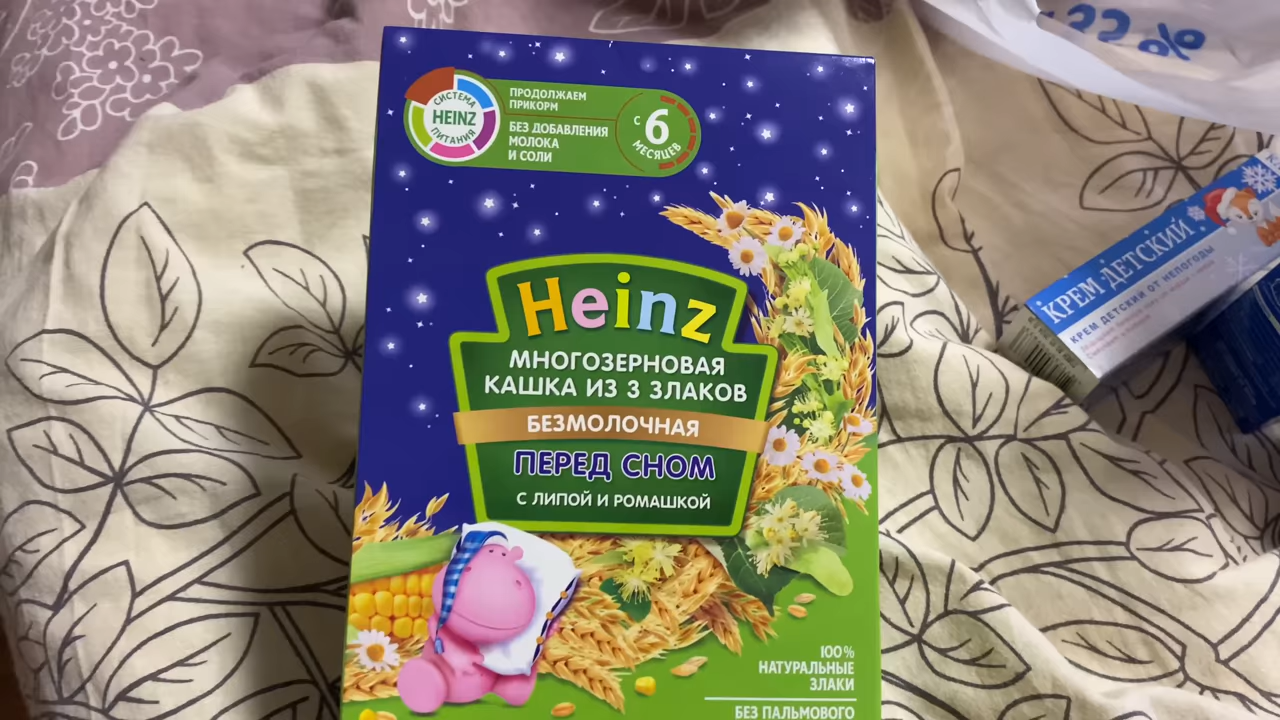 СИСТЕМА
HEINZ
ПИТАНИЯ
ПРОДОЛЖАЕМ
ПРИКОРМ
БЕЗ ДОБАВЛЕНИЯ
МОЛОКА
И СОЛИ
С 6
МЕСЯЦЕВ
Heinz
МНОГОЗЕРНОВАЯ
КАШКА ИЗ 3 ЗЛАКОВ
БЕЗМОЛОЧНАЯ
ПЕРЕД СНОМ
С ЛИПОЙ И РОМАШКОЙ
100%
НАТУРАЛЬНЫЕ
ЗЛАКИ
БЕЗ ПАЛЬМОВОГО
КРЕМ ДЕТСКИЙ
КРЕМ ДЕТСКИЙ ОТ НЕПОГОДЫ